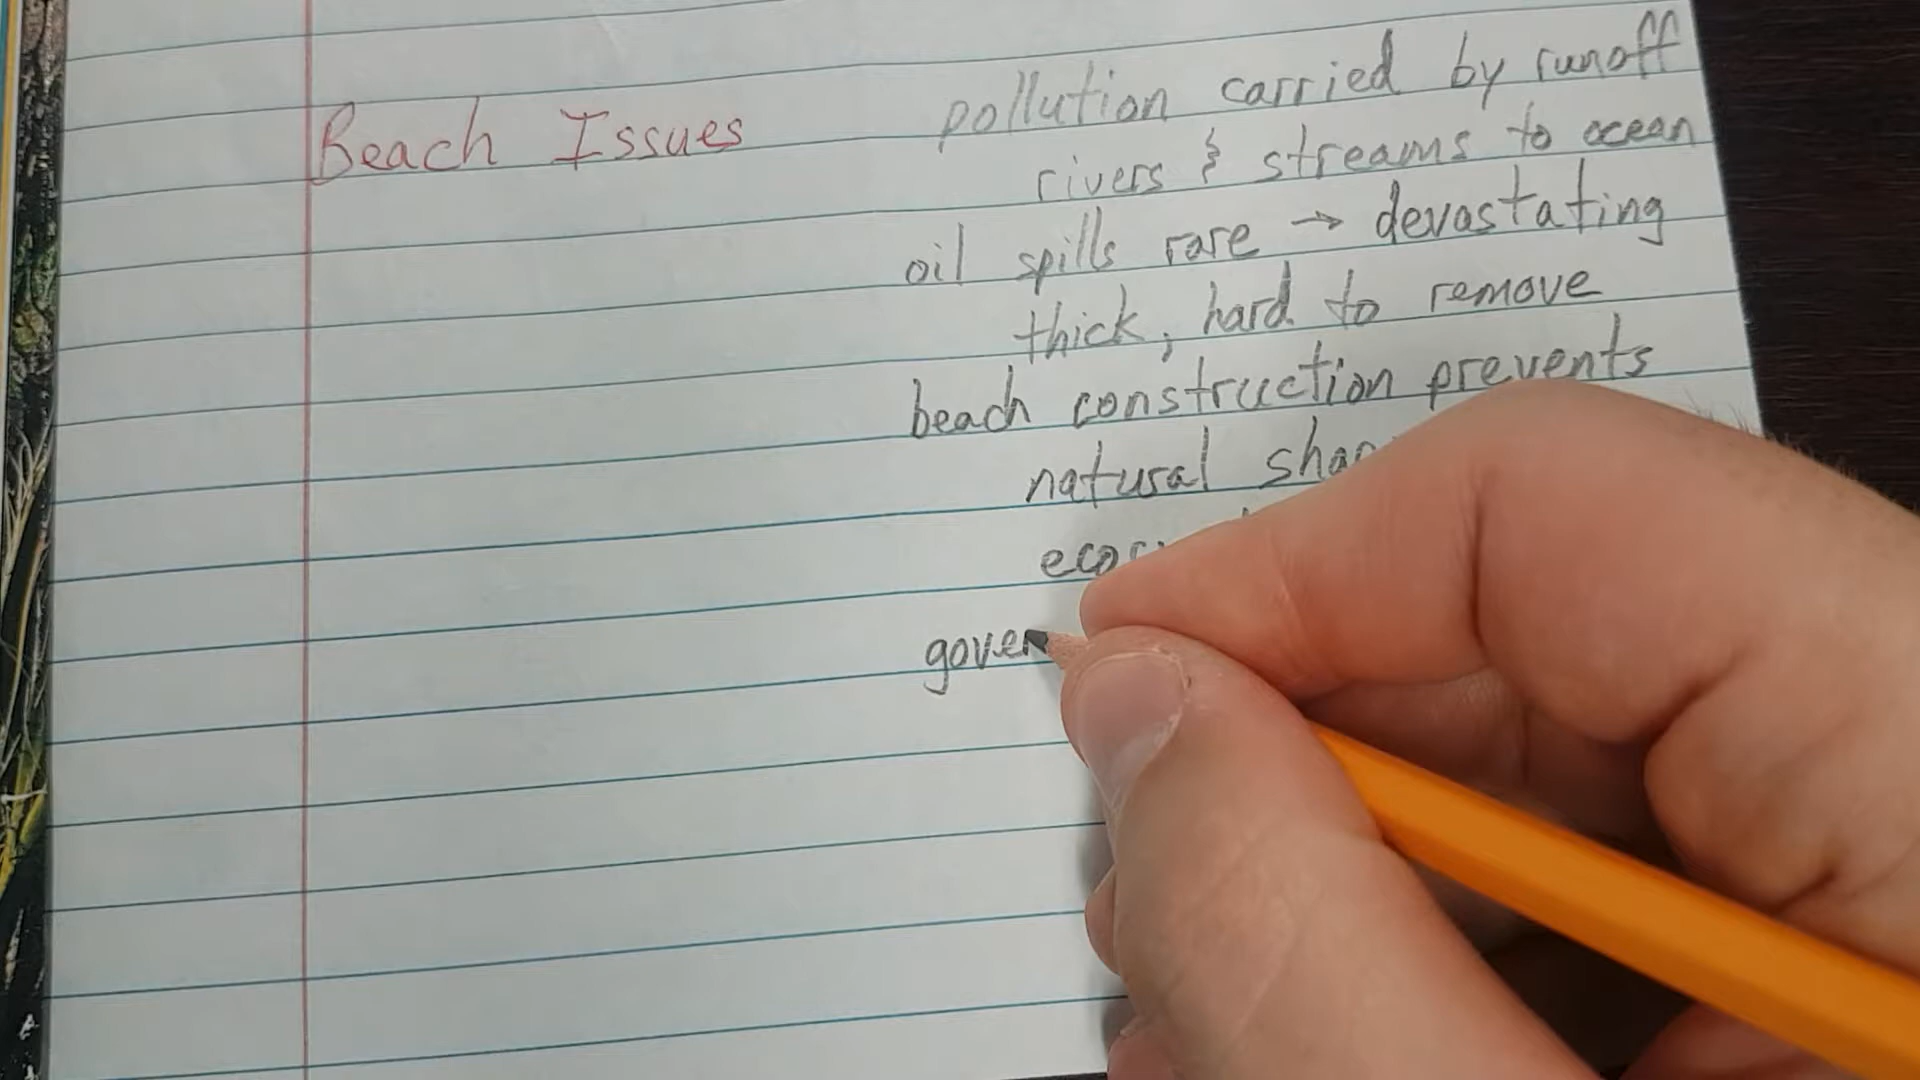 Beach Issues
pollution carried by runoff
rivers & streams to ocean
oil spills rare → devastating
thick, hard to remove
beach construction prevents
natural